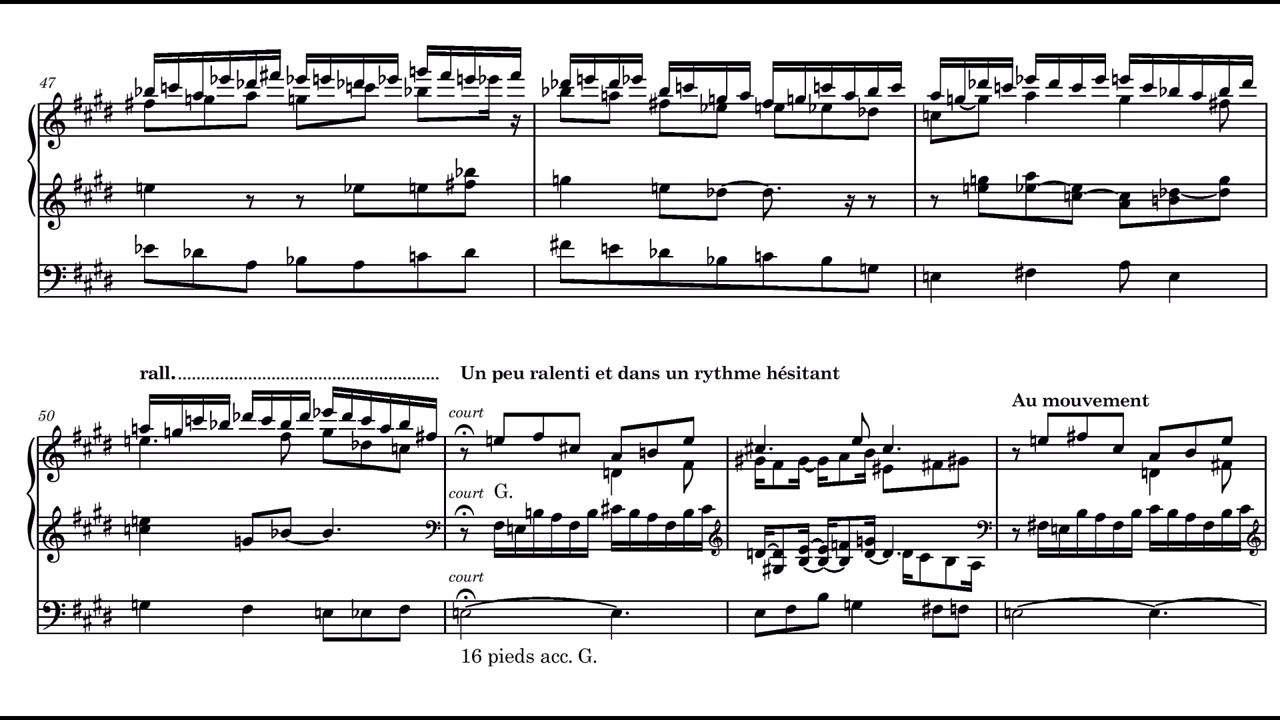 47
rall.
Un peu ralenti et dans un rythme hésitant
Au mouvement
50
court
court
G.
court
16 pieds acc. G.